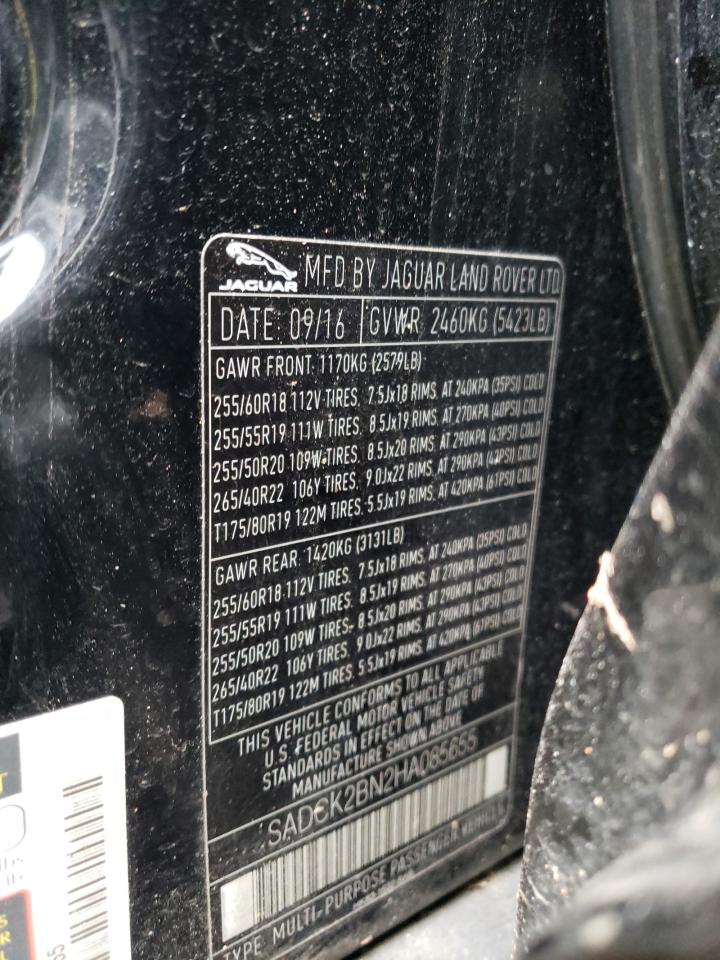 JAGUAR MFD BY JAGUAR LAND ROVER LTD
DATE: 09/16 GVWR: 2460KG (5423LB)
GAWR FRONT: 1170KG (2579LB)
255/60R18 112V TIRES. 7.5Jx18 RIMS. AT 240KPA (35PSI) COLD
255/55R19 111W TIRES. 8.5Jx19 RIMS. AT 270KPA (40PSI) COLD
255/50R20 109W TIRES. 8.5Jx20 RIMS. AT 290KPA (43PSI) COLD
265/40R22 106Y TIRES. 9.0Jx22 RIMS. AT 290KPA (43PSI) COLD
T175/80R19 122M TIRES. 5.5Jx19 RIMS. AT 420KPA (61PSI) COLD
GAWR REAR: 1420KG (3131LB)
255/60R18 112V TIRES. 7.5Jx18 RIMS. AT 240KPA (35PSI) COLD
255/55R19 111W TIRES. 8.5Jx19 RIMS. AT 270KPA (40PSI) COLD
255/50R20 109W TIRES. 8.5Jx20 RIMS. AT 290KPA (43PSI) COLD
265/40R22 106Y TIRES. 9.0Jx22 RIMS. AT 290KPA (43PSI) COLD
T175/80R19 122M TIRES. 5.5Jx19 RIMS. AT 420KPA (61PSI) COLD
THIS VEHICLE CONFORMS TO ALL APPLICABLE
U.S. FEDERAL MOTOR VEHICLE SAFETY
STANDARDS IN EFFECT ON THE DATE OF
MANUFACTURE SHOWN ABOVE
SADCK2BN2HA085655
TYPE: MULTI-PURPOSE PASSENGER VEHICLE
lbs
lb